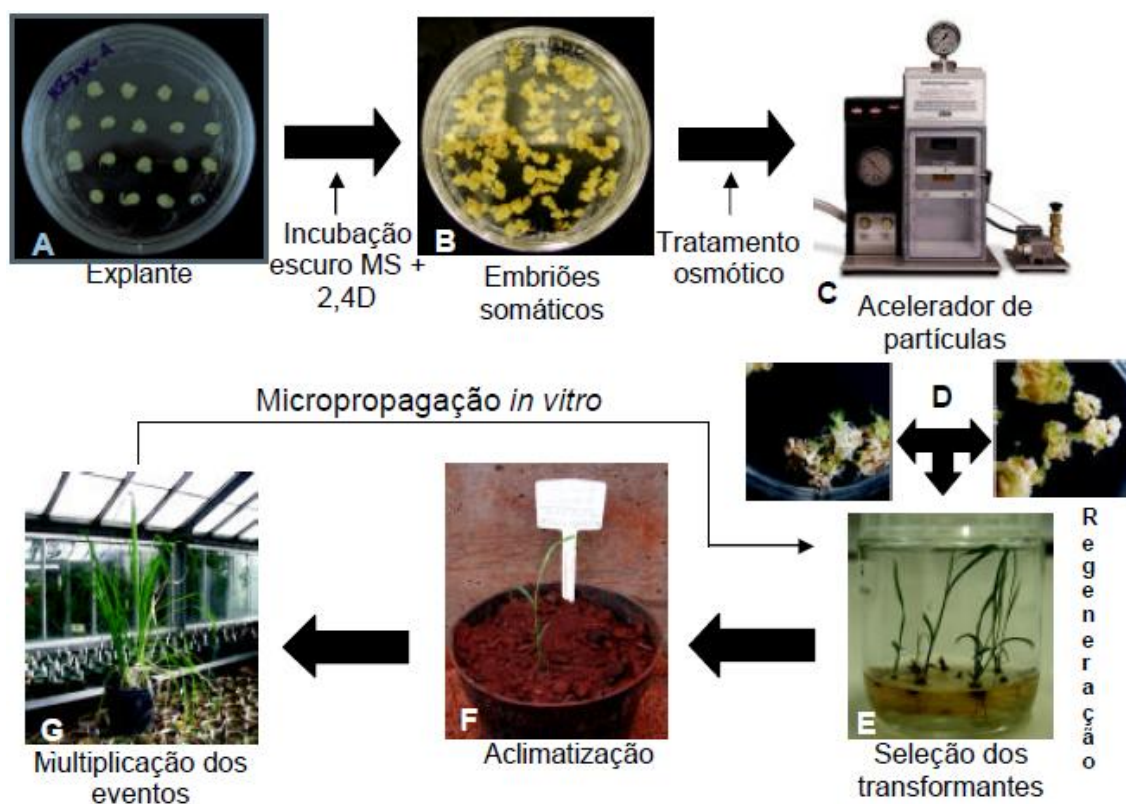 A
Explante
Incubação
escuro MS +
2,4D
B
Embriões
somáticos
Tratamento
osmótico
C
Acelerador de
partículas
Micropropagação in vitro
D
Regeneração
G
Multiplicação dos
eventos
F
Aclimatização
E
Seleção dos
transformantes